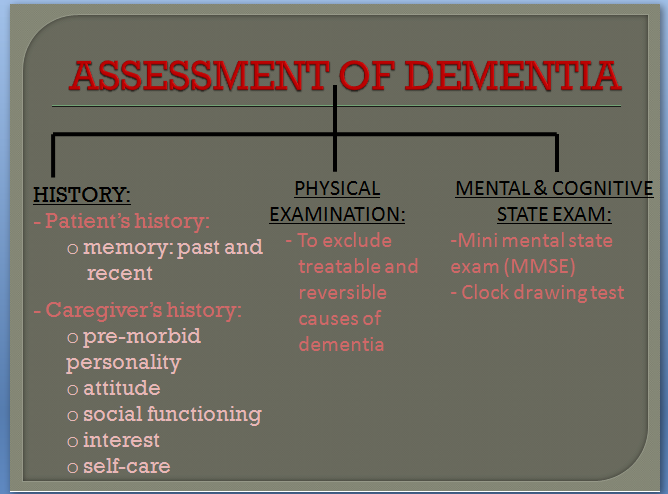 ASSESSMENT OF DEMENTIA
HISTORY:
- Patient's history:
o memory: past and
recent
- Caregiver's history:
o pre-morbid
personality
o attitude
o social functioning
o interest
o self-care
PHYSICAL
EXAMINATION:
- To exclude
treatable and
reversible
causes of
dementia
MENTAL & COGNITIVE
STATE EXAM:
-Mini mental state
exam (MMSE)
- Clock drawing test